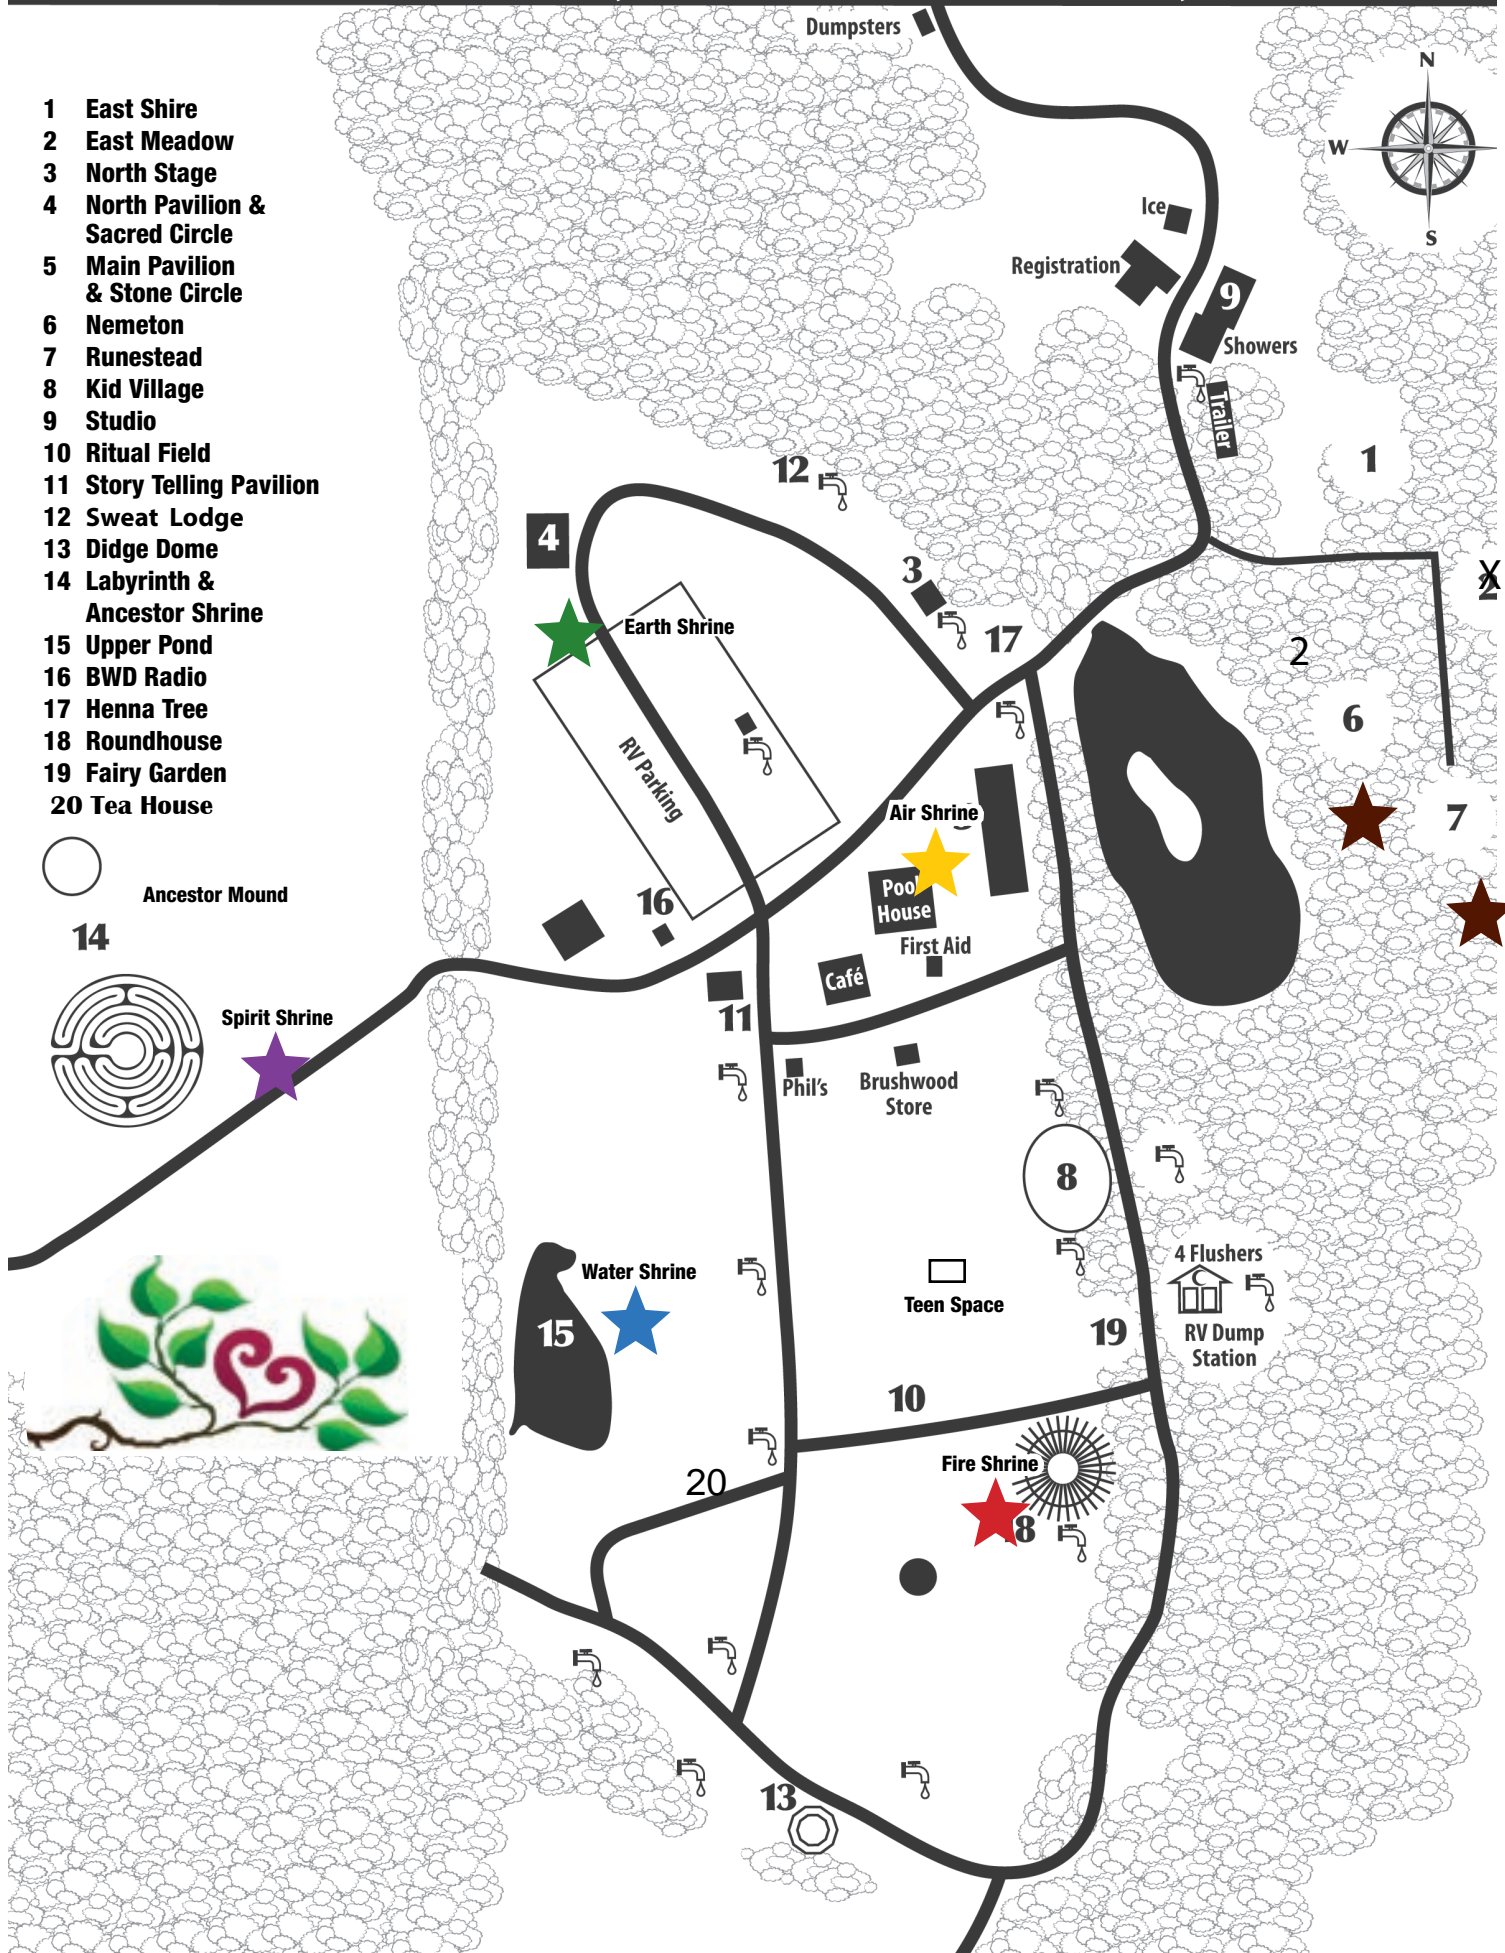 Dumpsters
N
W
S
1 East Shire
2 East Meadow
3 North Stage
4 North Pavilion &
Sacred Circle
5 Main Pavilion
& Stone Circle
6 Nemeton
7 Runestead
8 Kid Village
9 Studio
10 Ritual Field
11 Story Telling Pavilion
12 Sweat Lodge
13 Didge Dome
14 Labyrinth &
Ancestor Shrine
15 Upper Pond
16 BWD Radio
17 Henna Tree
18 Roundhouse
19 Fairy Garden
20 Tea House
Ancestor Mound
14
Spirit Shrine
Ice
Registration
9
Showers
Trailer
1
12
4
3
17
X
2
2
Earth Shrine
6
RV Parking
Air Shrine
7
Pool
House
16
First Aid
Café
11
Phil's
Brushwood
Store
8
4 Flushers
RV Dump
Station
Water Shrine
15
Teen Space
19
10
Fire Shrine
20
8
13